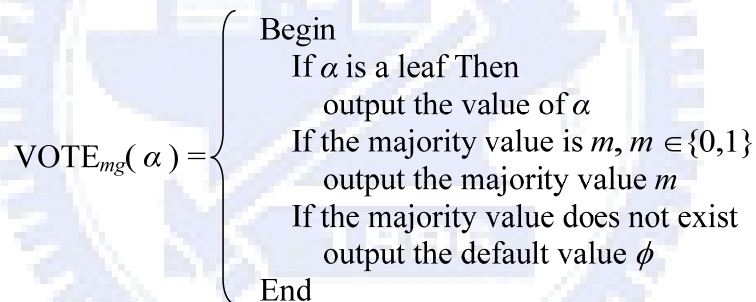 Begin
If α is a leaf Then
output the value of α
If the majority value is m, m ∈{0,1}
VOTEmg( α ) =
output the majority value m
If the majority value does not exist
output the default value ϕ
End